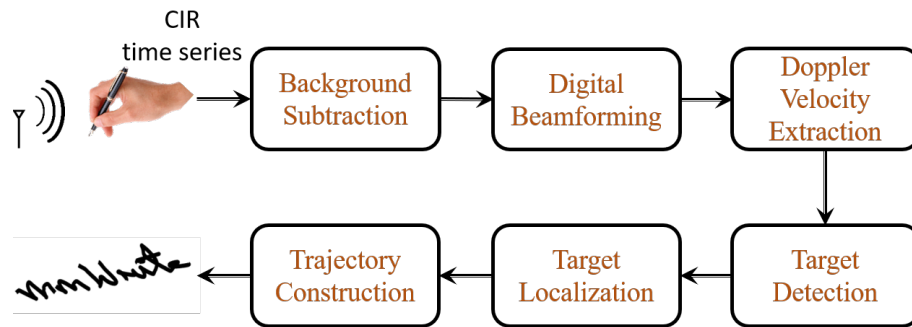 CIR
time series
Background
Subtraction
Digital
Beamforming
Doppler
Velocity
Extraction
mmWrite
Trajectory
Construction
Target
Localization
Target
Detection